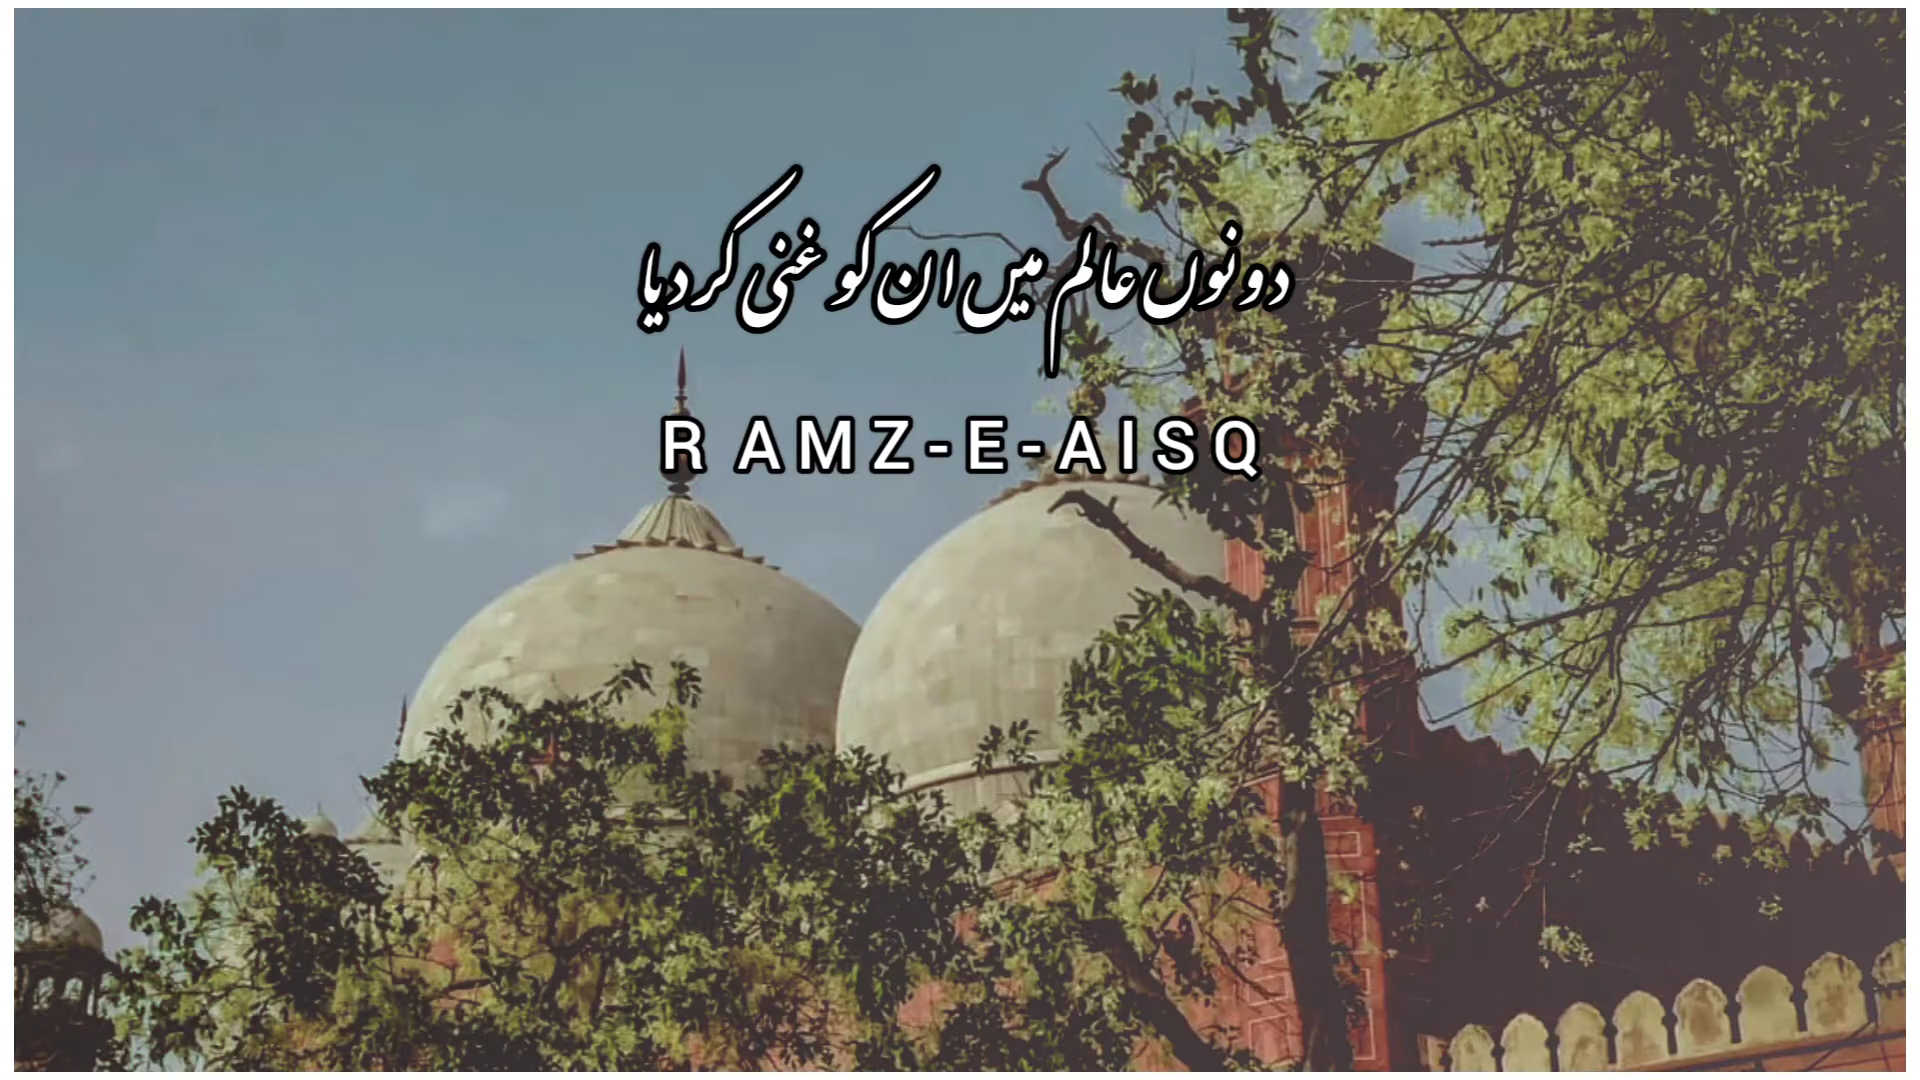 دونوں عالم میں ان کو غنی کر دیا
R AMZ-E-AISQ